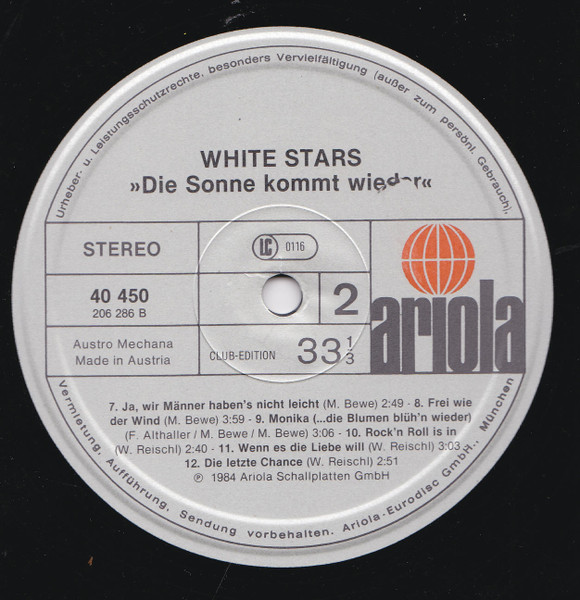 Urheber- u. Leistungsschutzrechte, besonders Vervielfältigung (außer zum persönl. Gebrauch),
WHITE STARS
»Die Sonne kommt wieder«
STEREO
LC 0116
40 450
206 286 B
2
ariola
Austro Mechana
Made in Austria
CLUB-EDITION
33 1/3
7. Ja, wir Männer haben's nicht leicht (M. Bewe) 2:49 - 8. Frei wie
der Wind (M. Bewe) 3:59 - 9. Monika (...die Blumen blüh'n wieder)
(F. Althaller / M. Bewe / M. Bewe) 3:06 - 10. Rock'n Roll is in
(W. Reischl) 2:40 - 11. Wenn es die Liebe will (W. Reischl) 3:03 -
12. Die letzte Chance (W. Reischl) 2:51
Ⓟ 1984 Ariola Schallplatten GmbH
Vermietung, Aufführung, Sendung vorbehalten. Ariola-Eurodisc GmbH., München